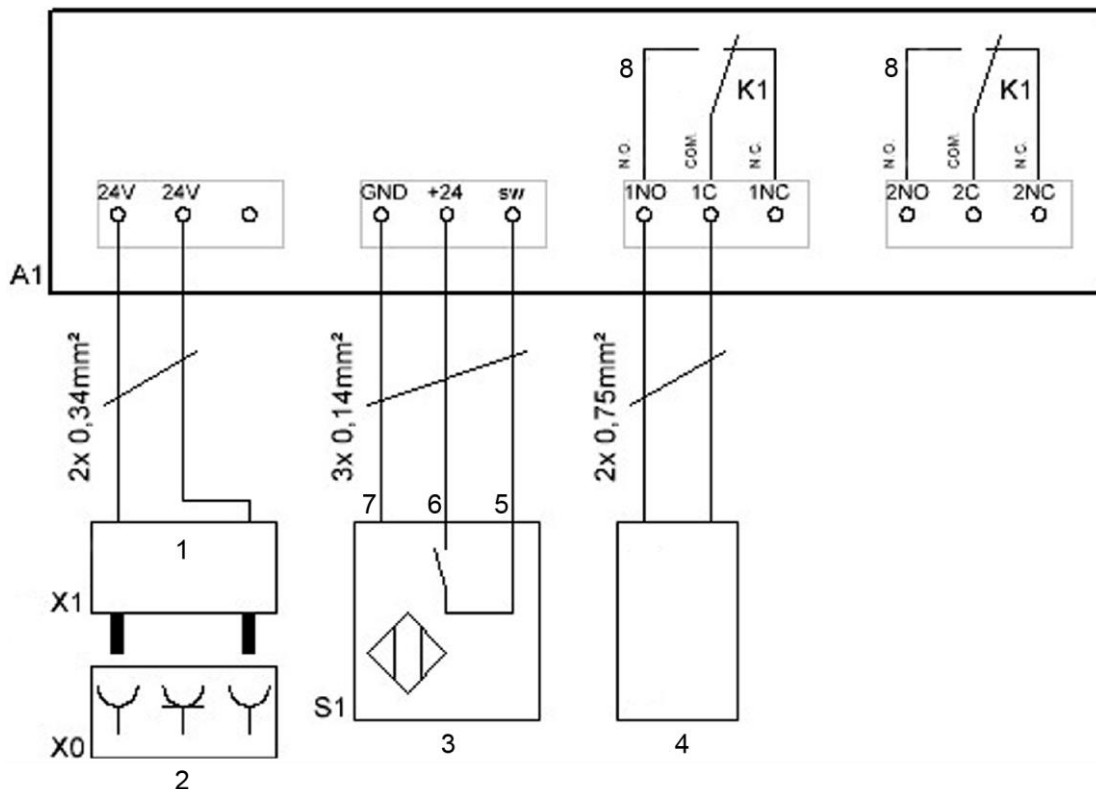 8 K1 8 K1
N.O. COM. N.C. N.O. COM. N.C.
24V 24V GND +24 sw 1NO 1C 1NC 2NO 2C 2NC
A1
2x 0,34mm² 3x 0,14mm² 2x 0,75mm²
7 6 5
1
X1
S1
X0 3 4
2